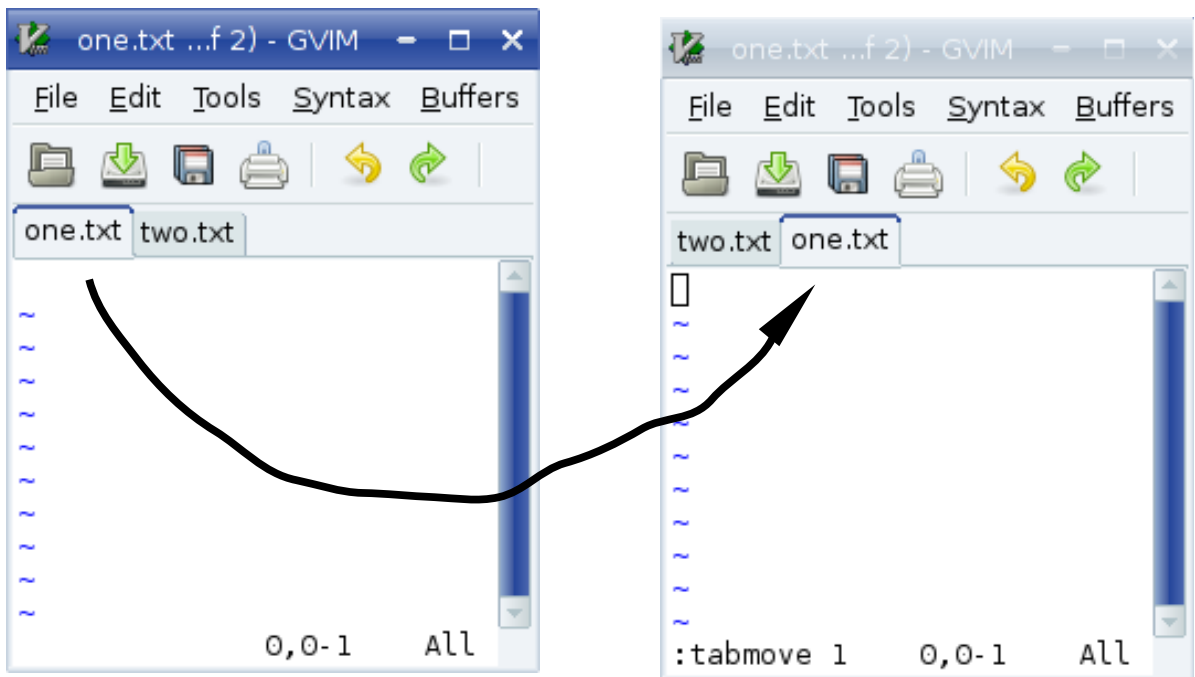 one.txt ...f 2) - GVIM
File Edit Tools Syntax Buffers
one.txt two.txt
~
~
~
~
~
~
~
~
~
~
0,0-1 All
one.txt ...f 2) - GVIM
File Edit Tools Syntax Buffers
two.txt one.txt
~
~
~
~
~
~
~
~
~
~
:tabmove 1 0,0-1 All